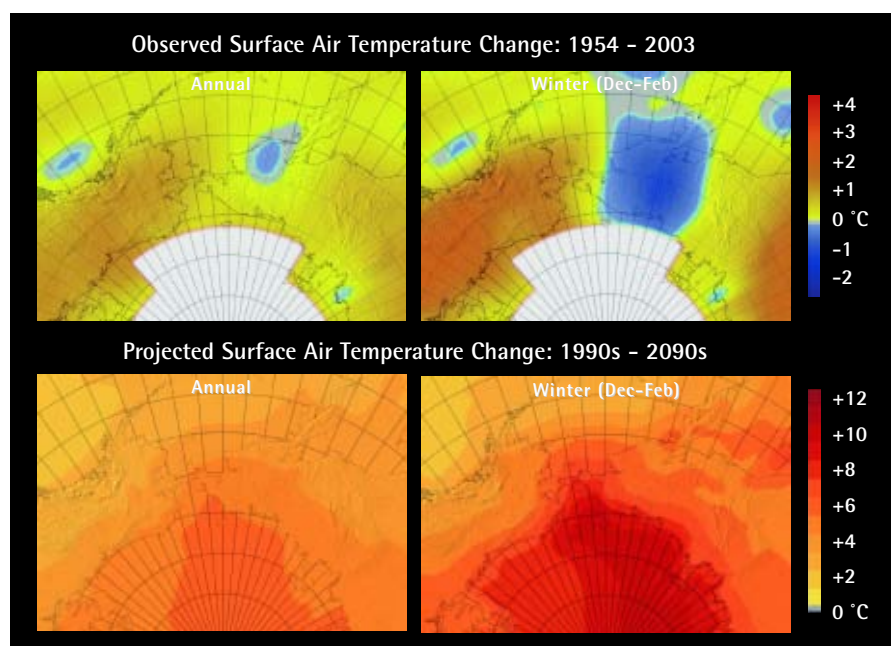 Observed Surface Air Temperature Change: 1954 - 2003
Annual
Winter (Dec-Feb)
+4
+3
+2
+1
0 ˚C
-1
-2
Projected Surface Air Temperature Change: 1990s - 2090s
Annual
Winter (Dec-Feb)
+12
+10
+8
+6
+4
+2
0 ˚C